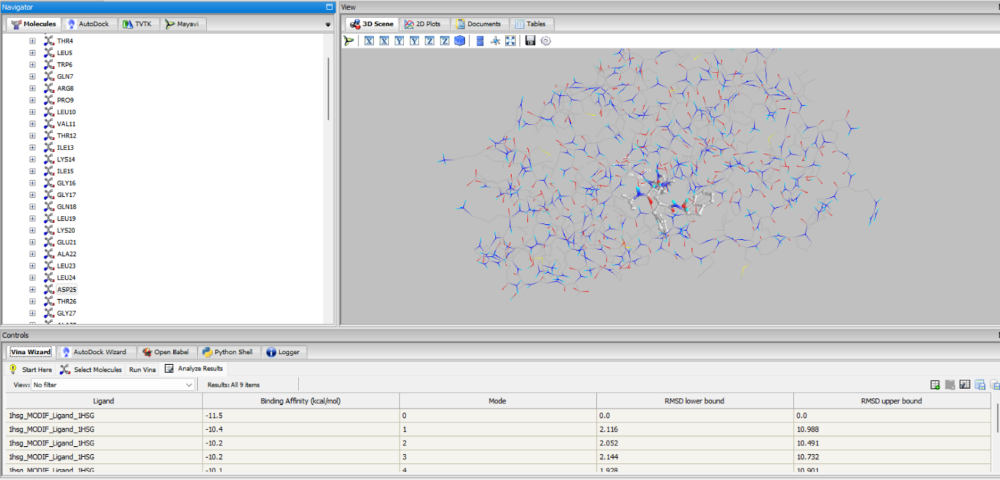 Navigator
Molecules AutoDock TVTK Mayavi
THR4
LEU5
TRP6
GLN7
ARG8
PRO9
LEU10
VAL11
THR12
ILE13
LYS14
ILE15
GLY16
GLY17
GLN18
LEU19
LYS20
GLU21
ALA22
LEU23
LEU24
ASP25
THR26
GLY27
View
3D Scene 2D Plots Documents Tables
X X Y Y Z Z
Controls
Vina Wizard AutoDock Wizard Open Babel Python Shell Logger
Start Here Select Molecules Run Vina Analyze Results
View: No filter Results: All 9 items
Ligand Binding Affinity (kcal/mol) Mode RMSD lower bound RMSD upper bound
1hsg_MODIF_Ligand_1HSG -11.5 0 0.0 0.0
1hsg_MODIF_Ligand_1HSG -10.4 1 2.116 10.988
1hsg_MODIF_Ligand_1HSG -10.2 2 2.052 10.491
1hsg_MODIF_Ligand_1HSG -10.2 3 2.144 10.732
1hsg_MODIF_Ligand_1HSG -10.1 4 1.928 10.901